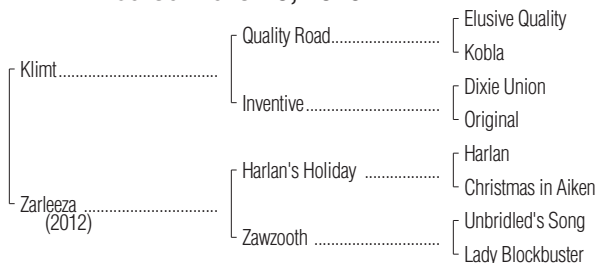 Elusive Quality
Quality Road
Kobla
Klimt
Dixie Union
Inventive
Original
Harlan
Harlan's Holiday
Christmas in Aiken
Zarleeza
(2012)
Unbridled's Song
Zawzooth
Lady Blockbuster